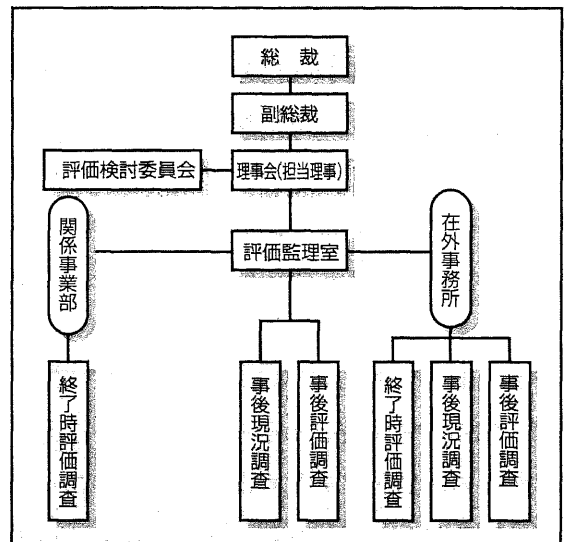 総 裁
副総裁
評価検討委員会
理事会(担当理事)
関係事業部
評価監理室
在外事務所
終了時評価調査
事後現況調査
事後評価調査
終了時評価調査
事後現況調査
事後評価調査